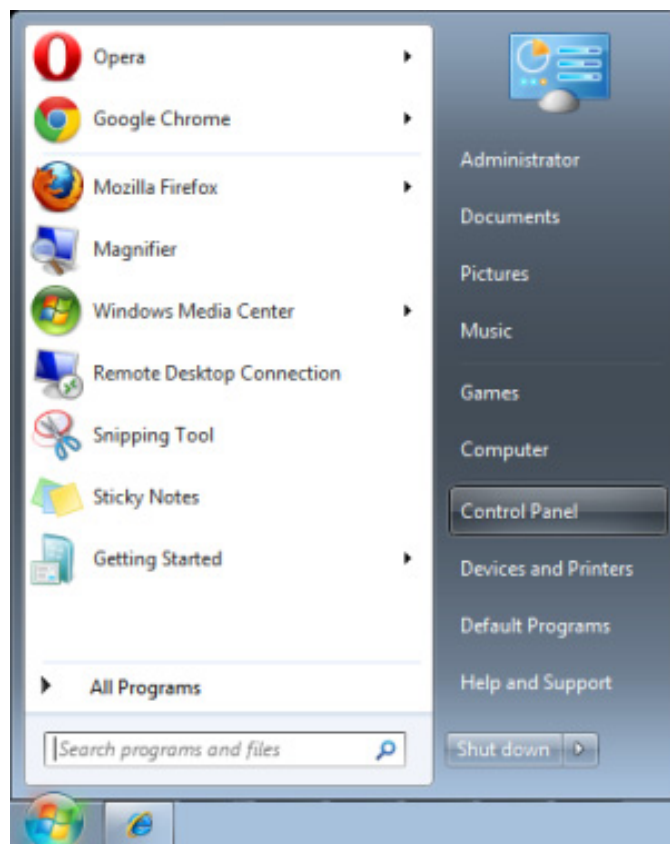 Opera
Google Chrome
Mozilla Firefox
Magnifier
Windows Media Center
Remote Desktop Connection
Snipping Tool
Sticky Notes
Getting Started
All Programs
Search programs and files
Administrator
Documents
Pictures
Music
Games
Computer
Control Panel
Devices and Printers
Default Programs
Help and Support
Shut down